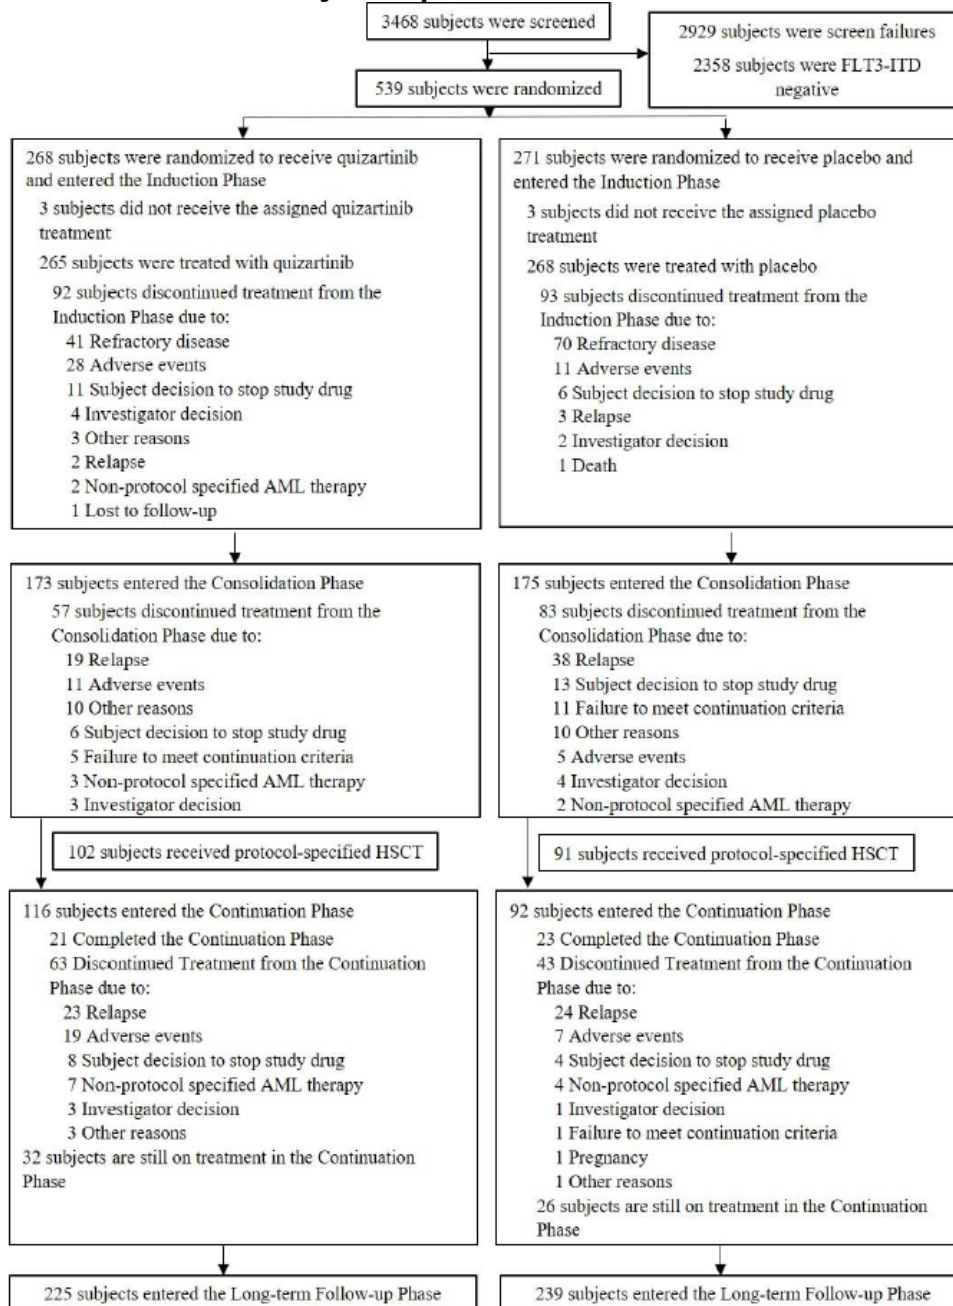 3468 subjects were screened
2929 subjects were screen failures
2358 subjects were FLT3-ITD
negative
539 subjects were randomized
268 subjects were randomized to receive quizartinib
and entered the Induction Phase
3 subjects did not receive the assigned quizartinib
treatment
265 subjects were treated with quizartinib
92 subjects discontinued treatment from the
Induction Phase due to:
41 Refractory disease
28 Adverse events
11 Subject decision to stop study drug
4 Investigator decision
3 Other reasons
2 Relapse
2 Non-protocol specified AML therapy
1 Lost to follow-up
271 subjects were randomized to receive placebo and
entered the Induction Phase
3 subjects did not receive the assigned placebo
treatment
268 subjects were treated with placebo
93 subjects discontinued treatment from the
Induction Phase due to:
70 Refractory disease
11 Adverse events
6 Subject decision to stop study drug
3 Relapse
2 Investigator decision
1 Death
173 subjects entered the Consolidation Phase
57 subjects discontinued treatment from the
Consolidation Phase due to:
19 Relapse
11 Adverse events
10 Other reasons
6 Subject decision to stop study drug
5 Failure to meet continuation criteria
3 Non-protocol specified AML therapy
3 Investigator decision
175 subjects entered the Consolidation Phase
83 subjects discontinued treatment from the
Consolidation Phase due to:
38 Relapse
13 Subject decision to stop study drug
11 Failure to meet continuation criteria
10 Other reasons
5 Adverse events
4 Investigator decision
2 Non-protocol specified AML therapy
102 subjects received protocol-specified HSCT
91 subjects received protocol-specified HSCT
116 subjects entered the Continuation Phase
21 Completed the Continuation Phase
63 Discontinued Treatment from the Continuation
Phase due to:
23 Relapse
19 Adverse events
8 Subject decision to stop study drug
7 Non-protocol specified AML therapy
3 Investigator decision
3 Other reasons
32 subjects are still on treatment in the Continuation
Phase
92 subjects entered the Continuation Phase
23 Completed the Continuation Phase
43 Discontinued Treatment from the Continuation
Phase due to:
24 Relapse
7 Adverse events
4 Subject decision to stop study drug
4 Non-protocol specified AML therapy
1 Investigator decision
1 Failure to meet continuation criteria
1 Pregnancy
1 Other reasons
26 subjects are still on treatment in the Continuation
Phase
225 subjects entered the Long-term Follow-up Phase
239 subjects entered the Long-term Follow-up Phase